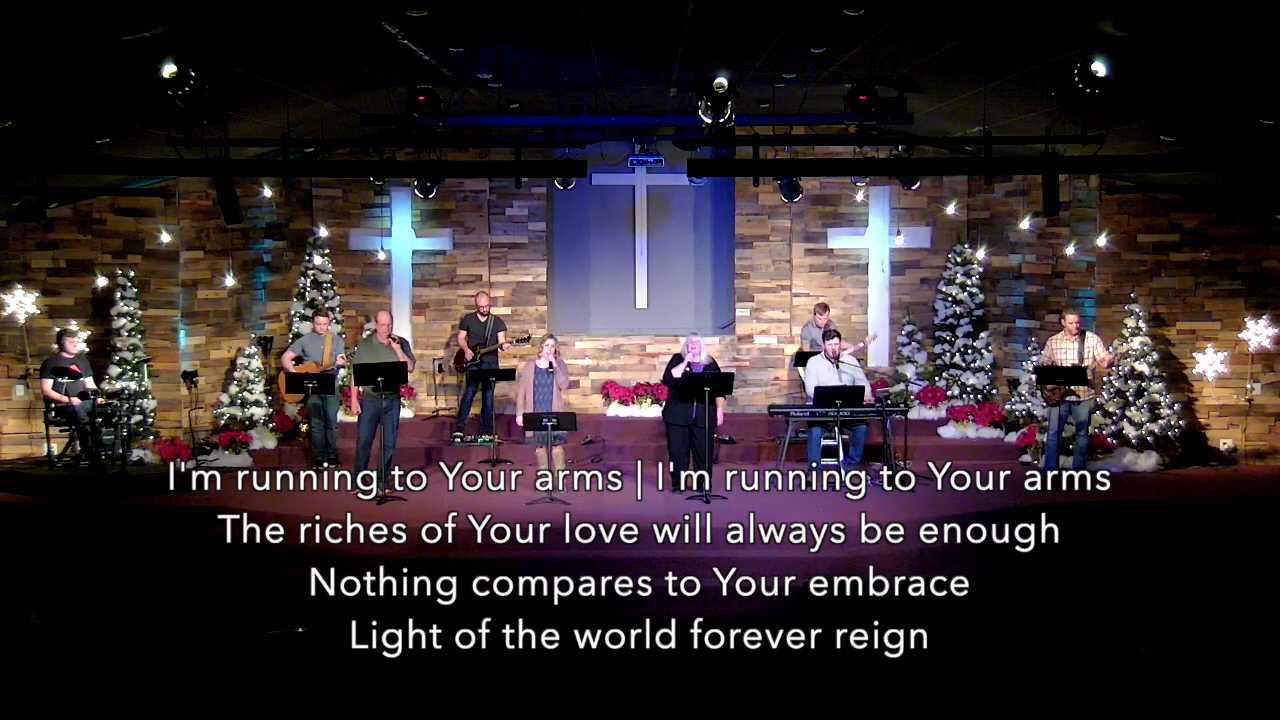 Roland
I'm running to Your arms | I'm running to Your arms
The riches of Your love will always be enough
Nothing compares to Your embrace
Light of the world forever reign